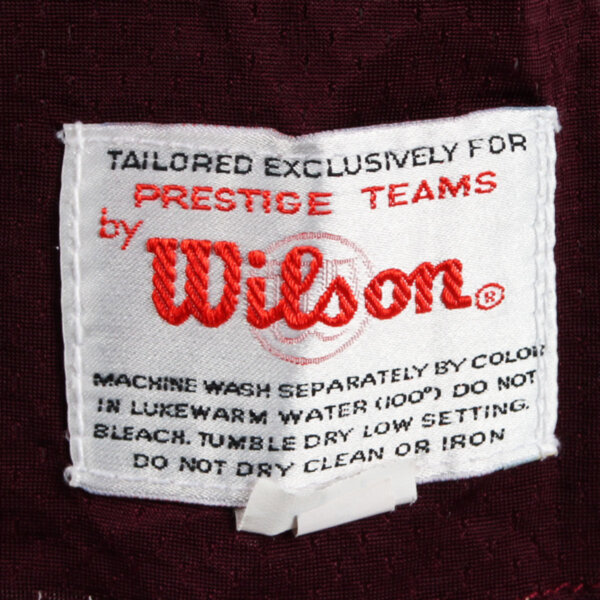 TAILORED EXCLUSIVELY FOR
PRESTIGE TEAMS
by
Wilson®
MACHINE WASH SEPARATELY BY COLOR
IN LUKEWARM WATER (100°) DO NOT
BLEACH. TUMBLE DRY LOW SETTING.
DO NOT DRY CLEAN OR IRON